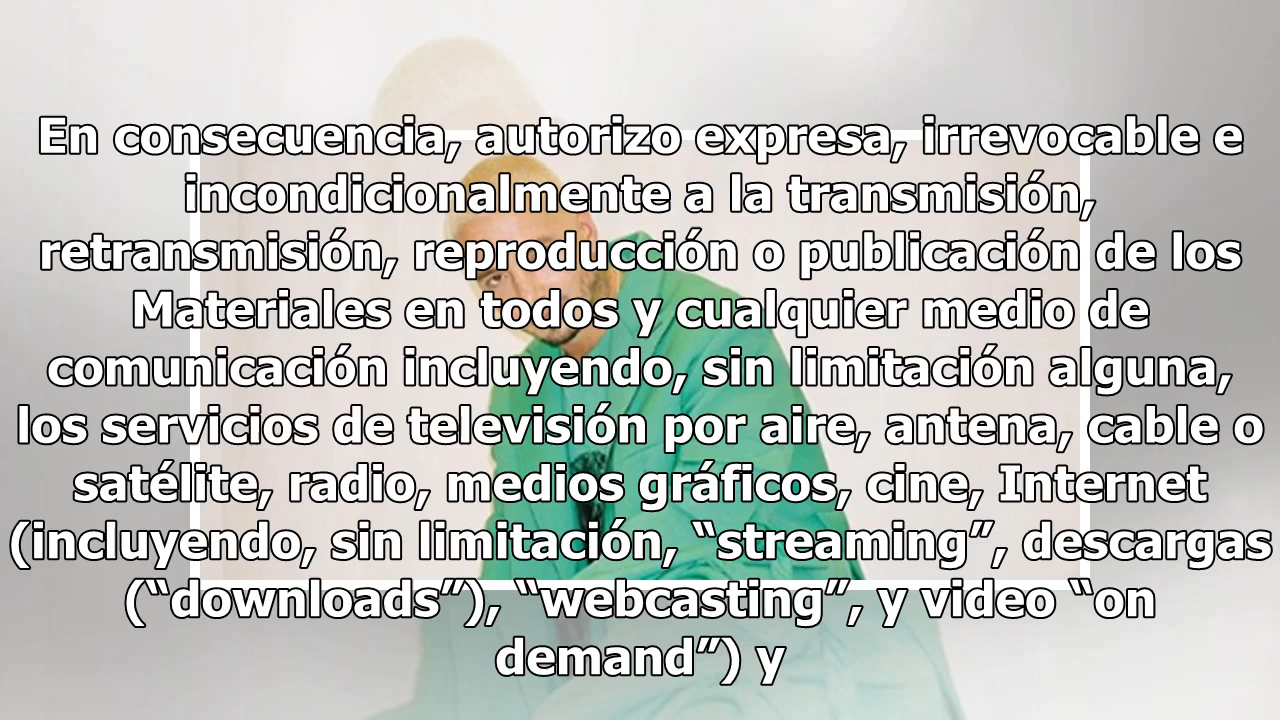 En consecuencia, autorizo expresa, irrevocable e
incondicionalmente a la transmisión,
retransmisión, reproducción o publicación de los
Materiales en todos y cualquier medio de
comunicación incluyendo, sin limitación alguna,
los servicios de televisión por aire, antena, cable o
satélite, radio, medios gráficos, cine, Internet
(incluyendo, sin limitación, “streaming”, descargas
(“downloads”), “webcasting”, y video “on
demand”) y